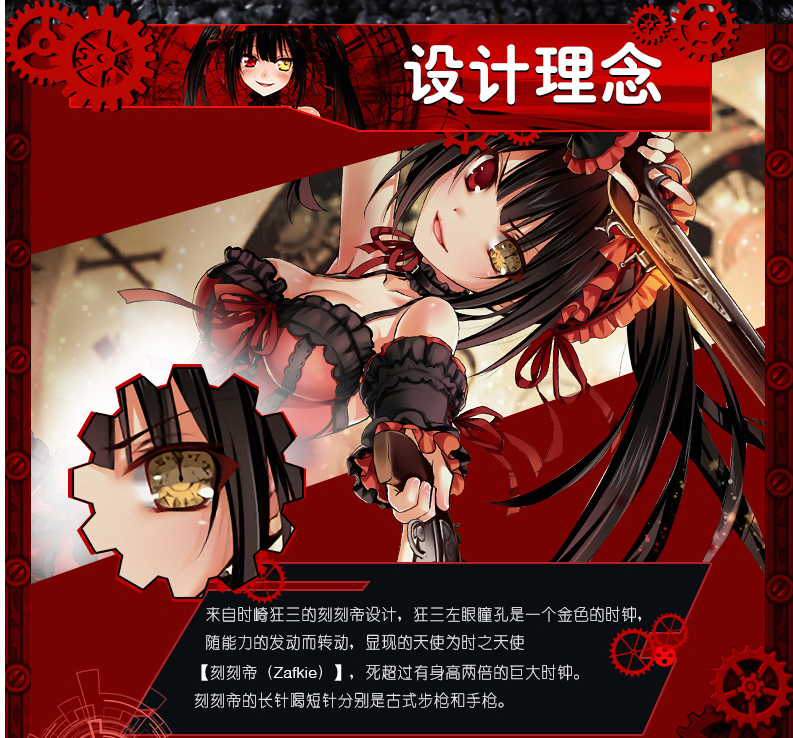 设计理念
来自时崎狂三的刻刻帝设计，狂三左眼瞳孔是一个金色的时钟，
随能力的发动而转动，显现的天使为时之天使
【刻刻帝（Zafkie）】，死超过有身高两倍的巨大时钟。
刻刻帝的长针喝短针分别是古式步枪和手枪。